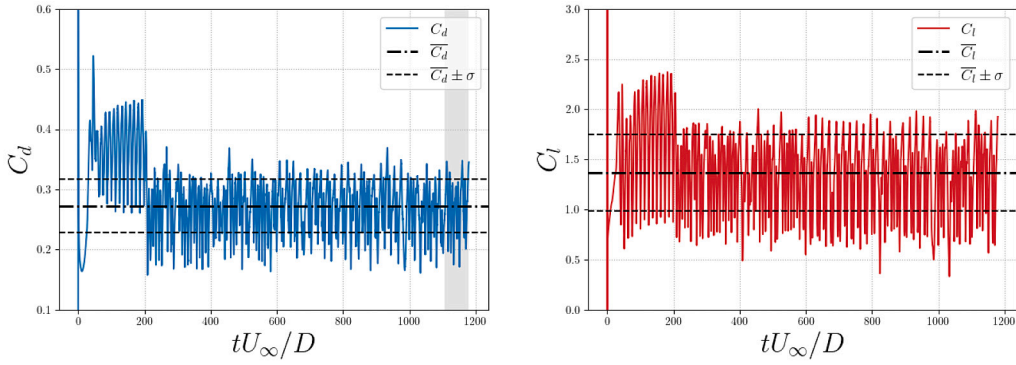 0.6
0.5
0.4
0.3
0.2
0.1
0 200 400 600 800 1000 1200
C_d
tU_∞/D
C_d
\overline{C_d}
\overline{C_d} ± σ
3.0
2.5
2.0
1.5
1.0
0.5
0.0
0 200 400 600 800 1000 1200
C_l
tU_∞/D
C_l
\overline{C_l}
\overline{C_l} ± σ